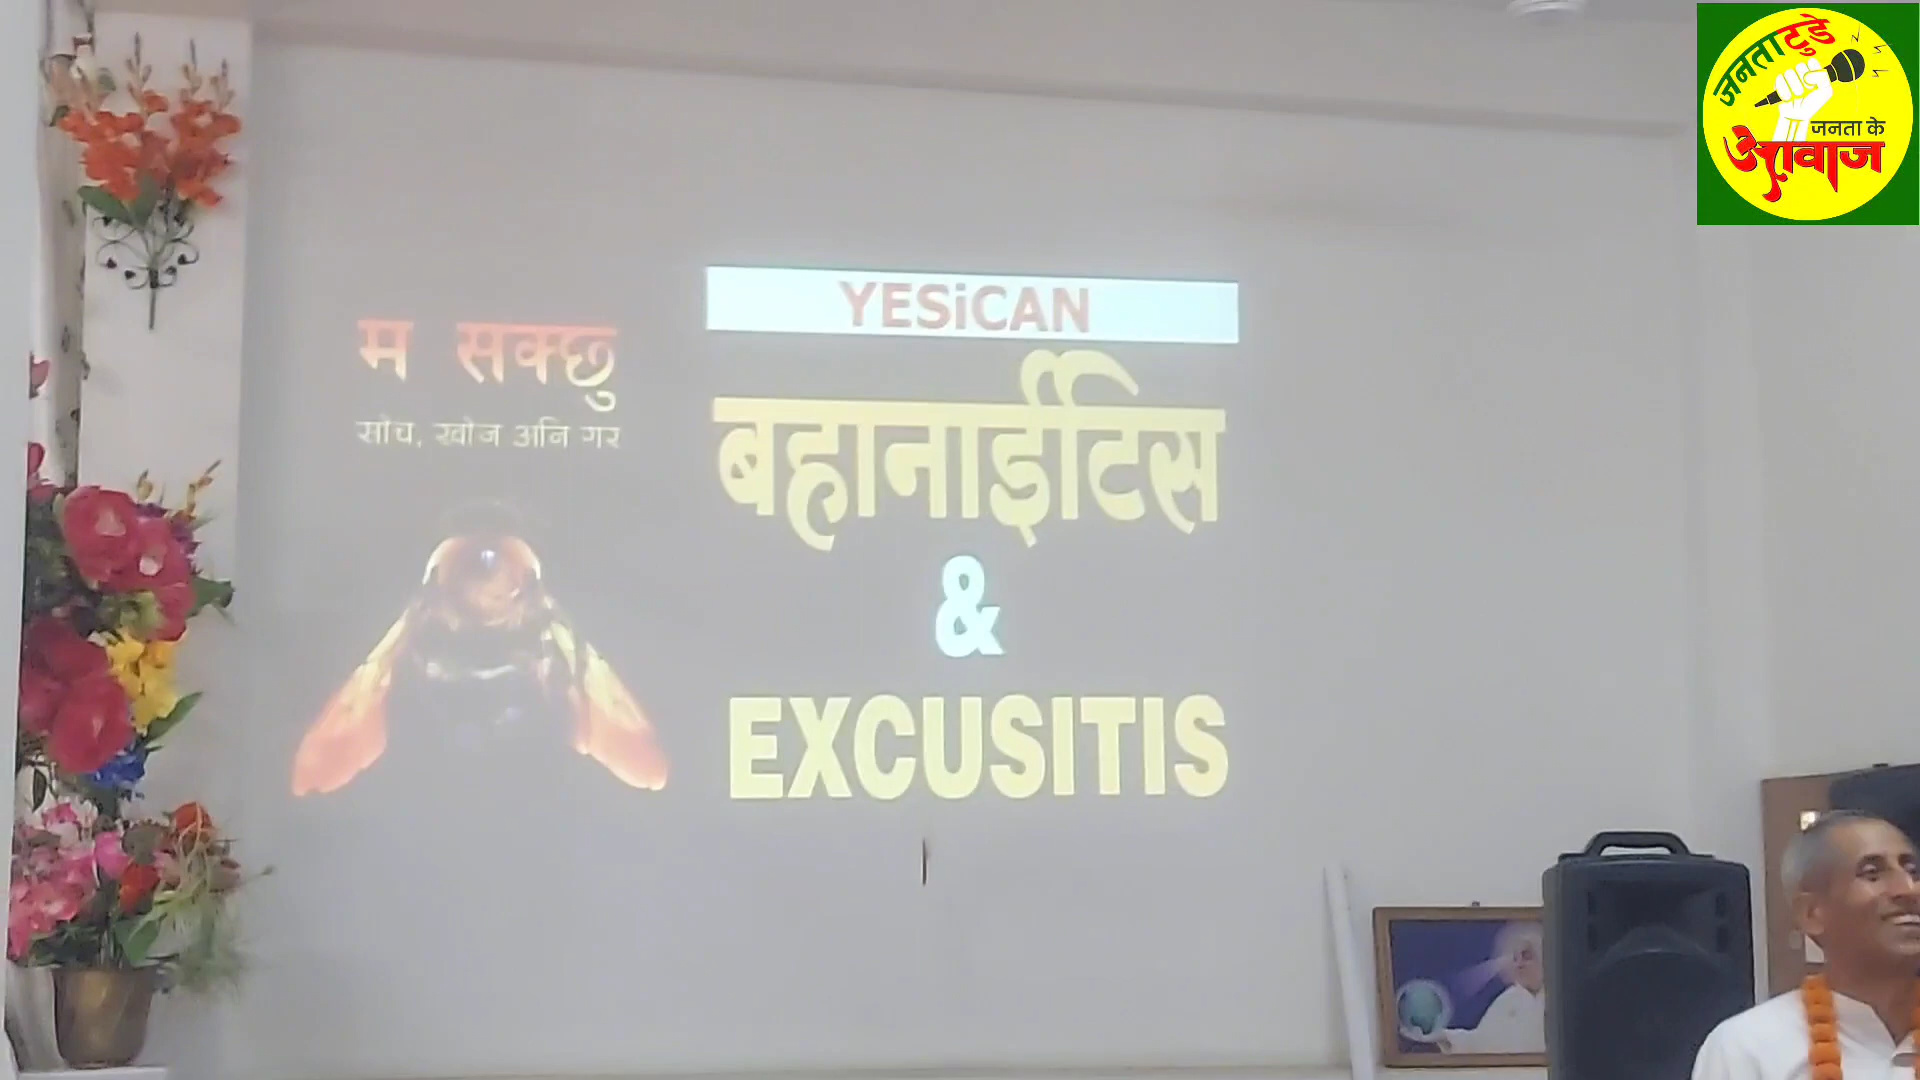 जनता टुडे
जनता के
आवाज
YESiCAN
म सक्छु
सोच, खोज अनि गर
बहानाईटिस
&
EXCUSITIS